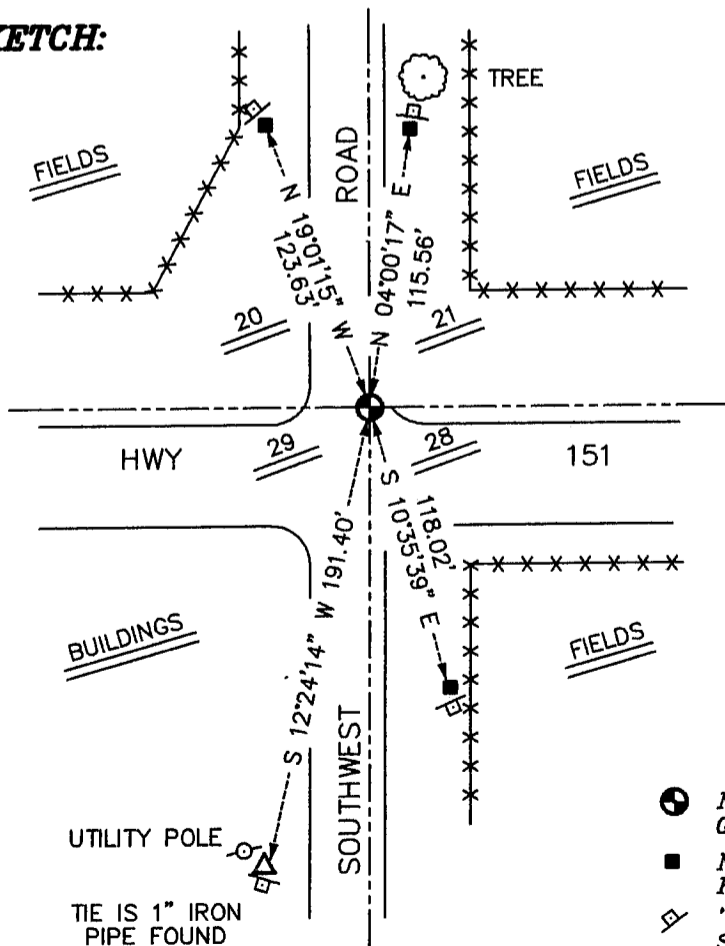 KETCH:
TREE
FIELDS
ROAD
FIELDS
N 19°01'15" W
123.63'
N 04°00'17" E
115.56'
20
21
HWY
29
28
151
S 12°24'14" W 191.40'
118.02'
S 10°35'39" E
BUILDINGS
FIELDS
SOUTHWEST
UTILITY POLE
TIE IS 1" IRON
PIPE FOUND